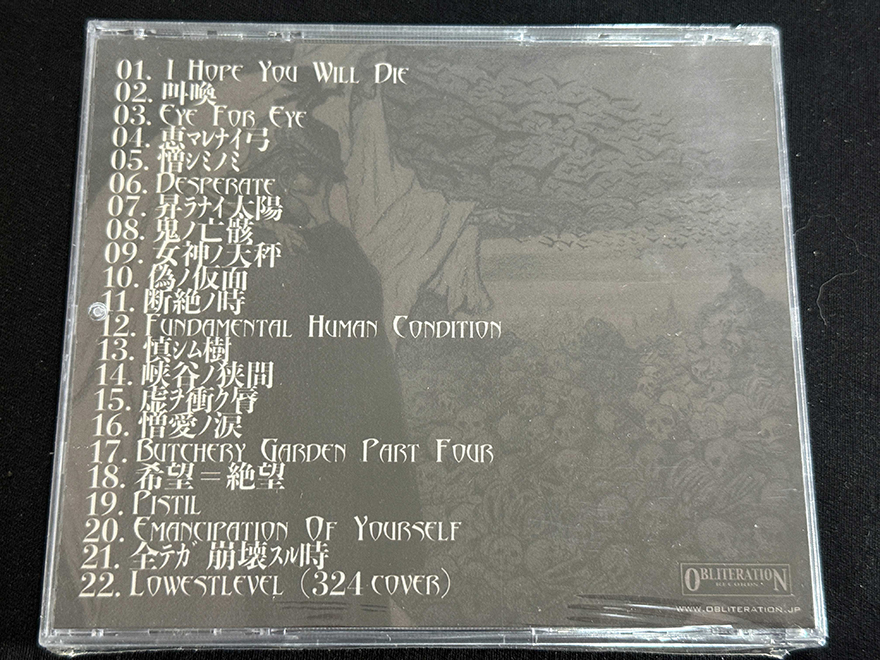 01. I Hope You Will Die
02. 叫喚
03. Eye For Eye
04. 恵ﾏﾚﾅｲ弓
05. 憎ｼﾐﾉﾐ
06. Desperate
07. 昇ﾗﾅｲ太陽
08. 鬼ﾉ亡骸
09. 女神ﾉ天秤
10. 偽ﾉ仮面
11. 断絶ﾉ時
12. Fundamental Human Condition
13. 慎ｼﾑ樹
14. 峡谷ﾉ狭間
15. 虚ｦ衝ｸ唇
16. 憎愛ﾉ涙
17. Butchery Garden Part Four
18. 希望＝絶望
19. Pistil
20. Emancipation Of Yourself
21. 全ﾃｶﾞ 崩壊ｽﾙ時
22. Lowestlevel (324 cover)
Obliteration
Records
www.obliteration.jp